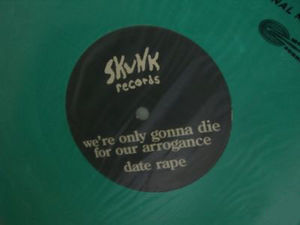 SKUNK
records
we're only gonna die
for our arrogance
date rape